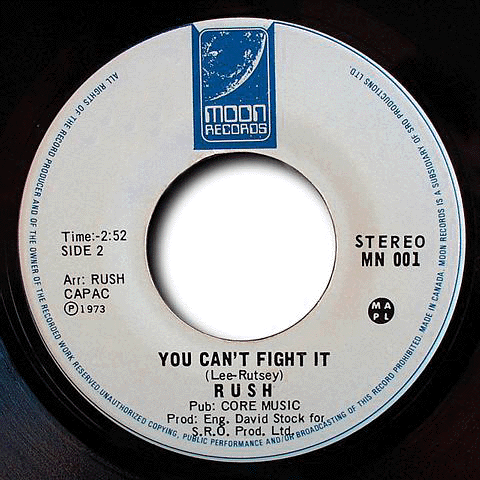 MOON
RECORDS
Time:-2:52
SIDE 2
Arr: RUSH
CAPAC
Ⓟ1973
STEREO
MN 001
M A
P L
YOU CAN'T FIGHT IT
(Lee-Rutsey)
RUSH
Pub: CORE MUSIC
Prod: Eng. David Stock for
S.R.O. Prod. Ltd.
ALL RIGHTS OF THE RECORD PRODUCER AND OF THE OWNER OF THE RECORDED WORK RESERVED. UNAUTHORIZED COPYING, PUBLIC PERFORMANCE AND/OR BROADCASTING OF THIS RECORD PROHIBITED. MADE IN CANADA. MOON RECORDS IS A SUBSIDIARY OF SRO PRODUCTIONS LTD.